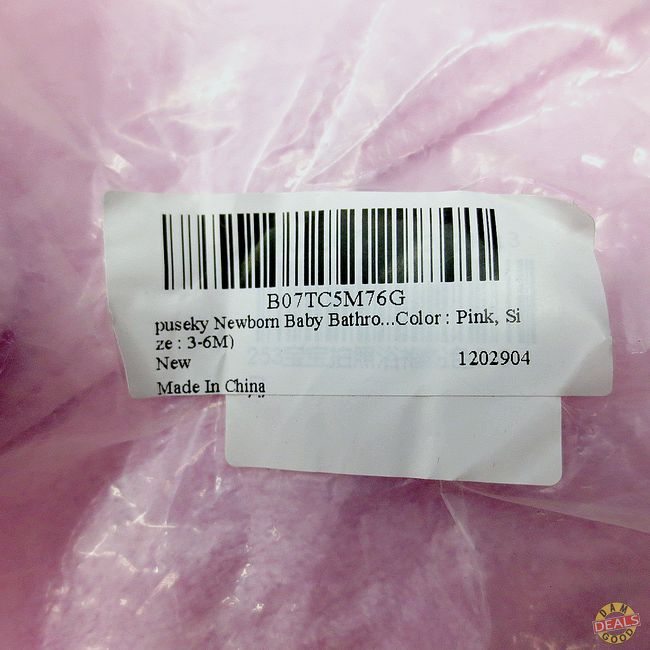 B07TC5M76G
puseky Newborn Baby Bathro...Color : Pink, Si
ze : 3-6M)
New 1202904
Made In China
DAM
DEALS
GOOD